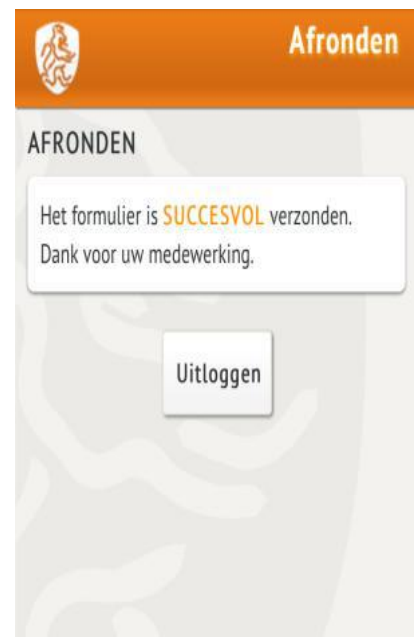 Afronden
AFRONDEN
Het formulier is SUCCESVOL verzonden.
Dank voor uw medewerking.
Uitloggen